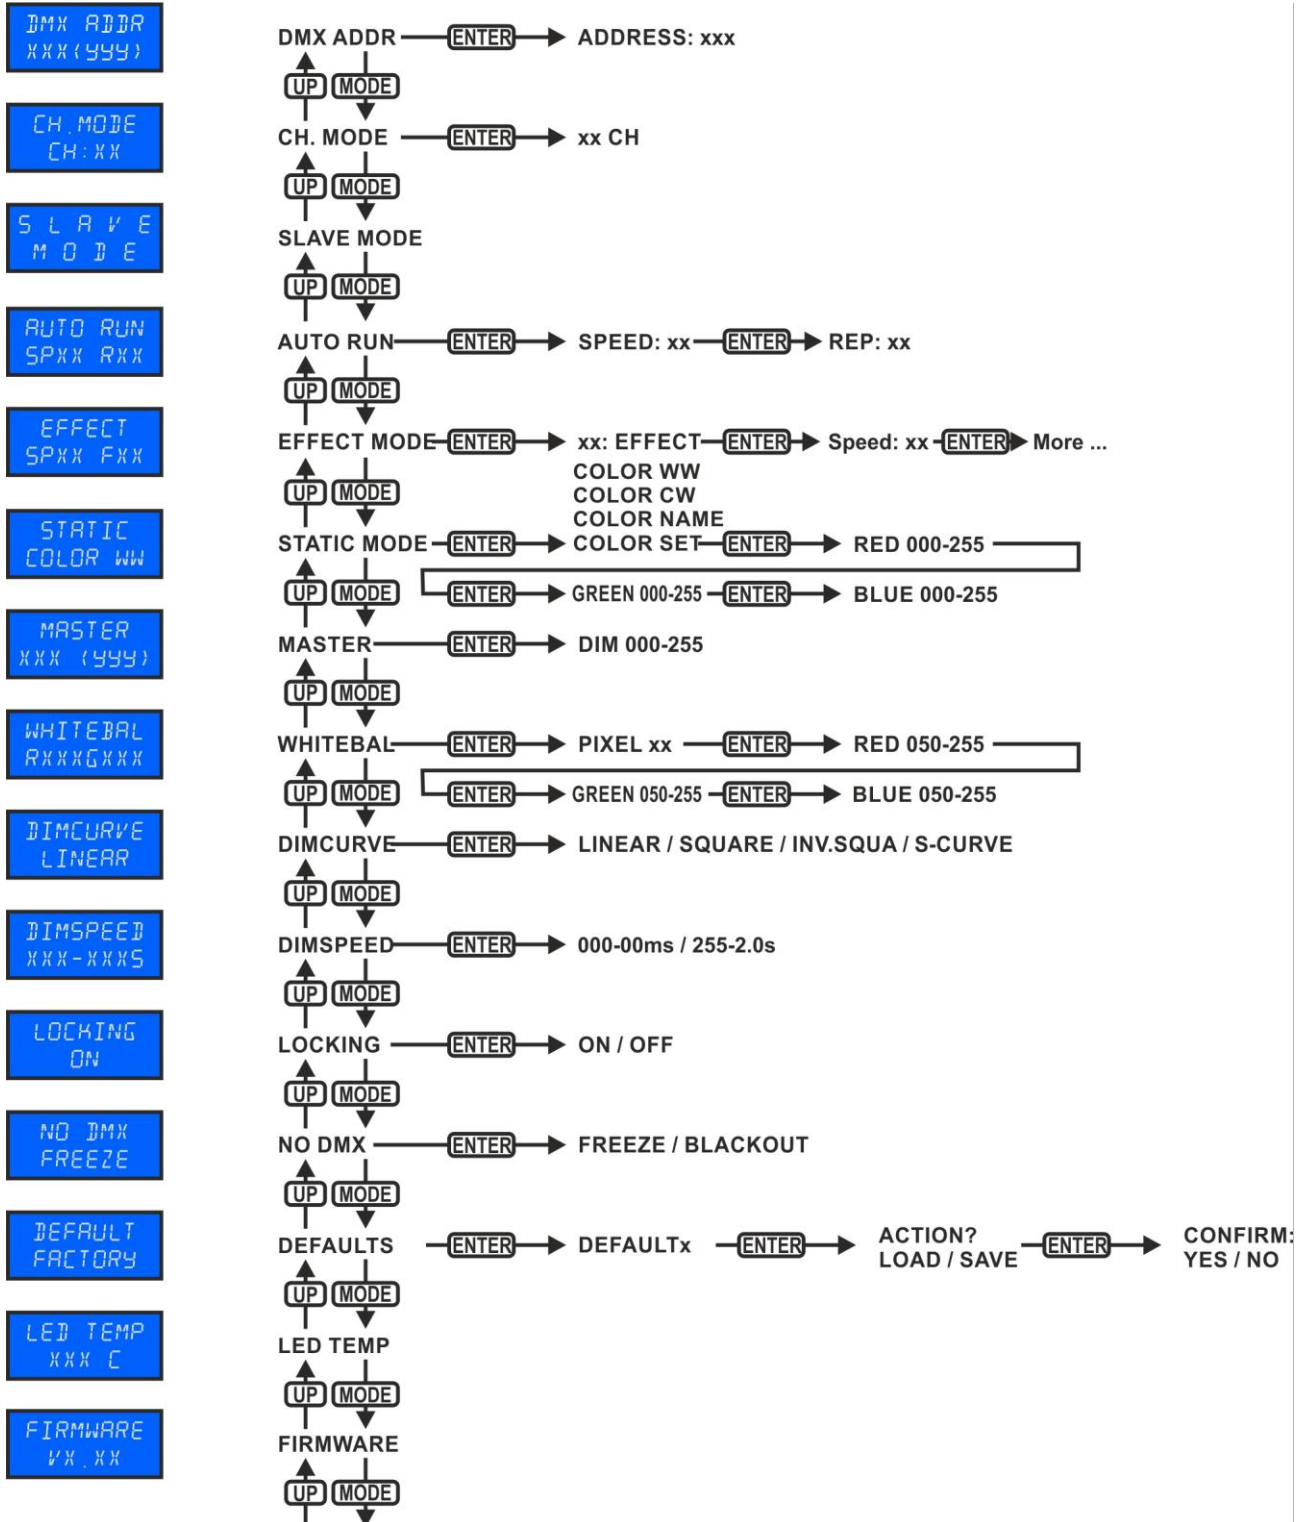 DMX ADDR
XXX(YYY)
DMX ADDR ENTER ADDRESS: xxx
UP MODE
CH.MODE
CH:XX
CH. MODE ENTER xx CH
UP MODE
SLAVE
MODE
SLAVE MODE
UP MODE
AUTO RUN
SPXX RXX
AUTO RUN ENTER SPEED: xx ENTER REP: xx
UP MODE
EFFECT
SPXX FXX
EFFECT MODE ENTER xx: EFFECT ENTER Speed: xx ENTER More ...
UP MODE
COLOR WW
COLOR CW
COLOR NAME
STATIC
COLOR WW
STATIC MODE ENTER COLOR SET ENTER RED 000-255
UP MODE ENTER GREEN 000-255 ENTER BLUE 000-255
MASTER
XXX (YYY)
MASTER ENTER DIM 000-255
UP MODE
WHITEBAL
RXXXGXXX
WHITEBAL ENTER PIXEL xx ENTER RED 050-255
UP MODE ENTER GREEN 050-255 ENTER BLUE 050-255
DIMCURVE
LINEAR
DIMCURVE ENTER LINEAR / SQUARE / INV.SQUA / S-CURVE
UP MODE
DIMSPEED
XXX-XXXS
DIMSPEED ENTER 000-00ms / 255-2.0s
UP MODE
LOCKING
ON
LOCKING ENTER ON / OFF
UP MODE
NO DMX
FREEZE
NO DMX ENTER FREEZE / BLACKOUT
UP MODE
DEFAULT
FACTORY
DEFAULTS ENTER DEFAULTx ENTER ACTION?
LOAD / SAVE ENTER CONFIRM:
YES / NO
UP MODE
LED TEMP
XXX C
LED TEMP
UP MODE
FIRMWARE
VX.XX
FIRMWARE
UP MODE